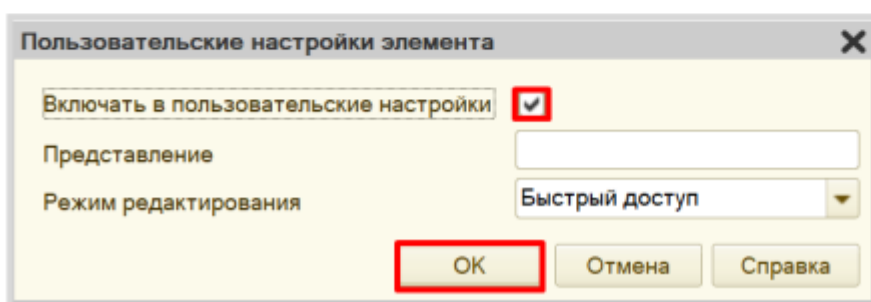 Пользовательские настройки элемента
Включать в пользовательские настройки
Представление
Режим редактирования Быстрый доступ
OK Отмена Справка